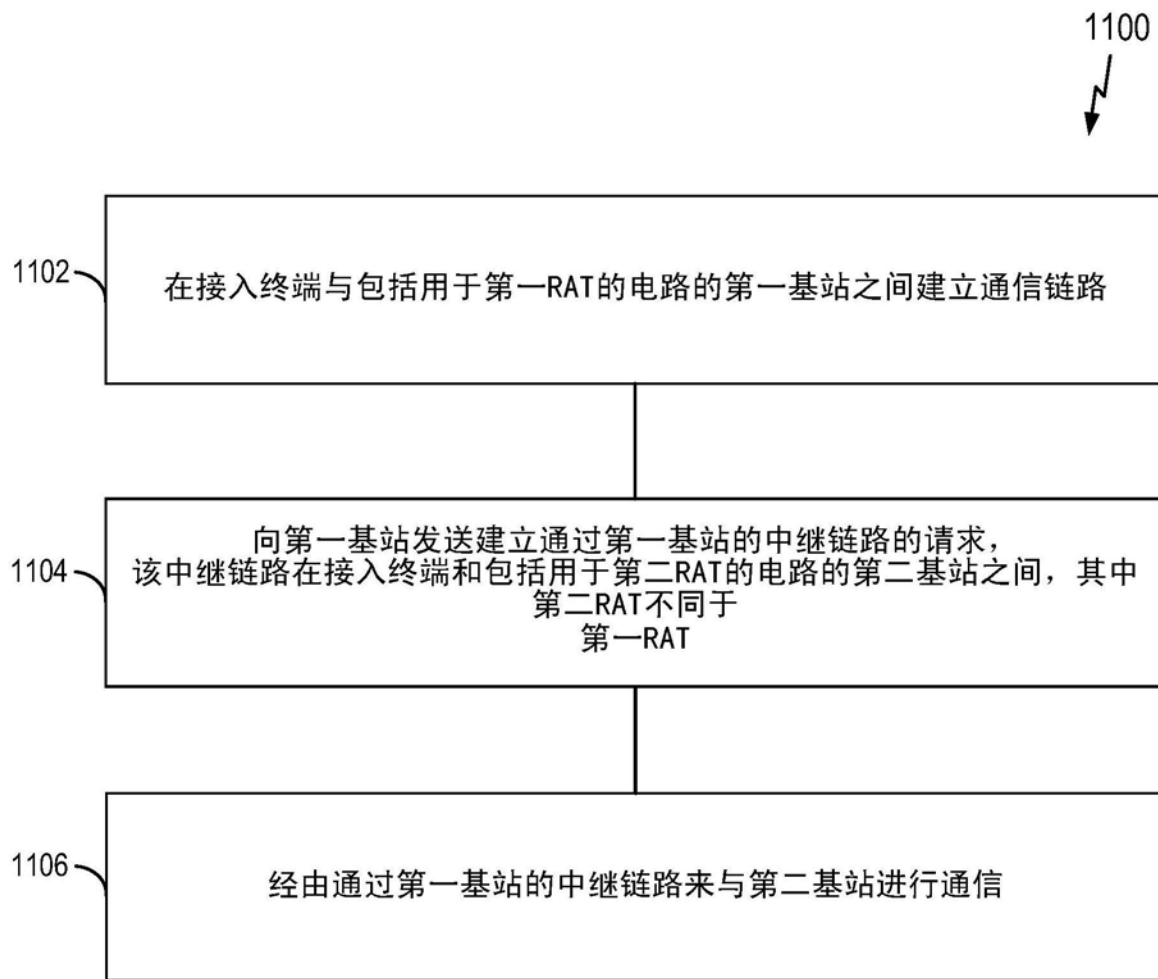 1100
1102
在接入终端与包括用于第一RAT的电路的第一基站之间建立通信链路
1104
向第一基站发送建立通过第一基站的中继链路的请求，
该中继链路在接入终端和包括用于第二RAT的电路的第二基站之间，其中
第二RAT不同于
第一RAT
1106
经由通过第一基站的中继链路来与第二基站进行通信